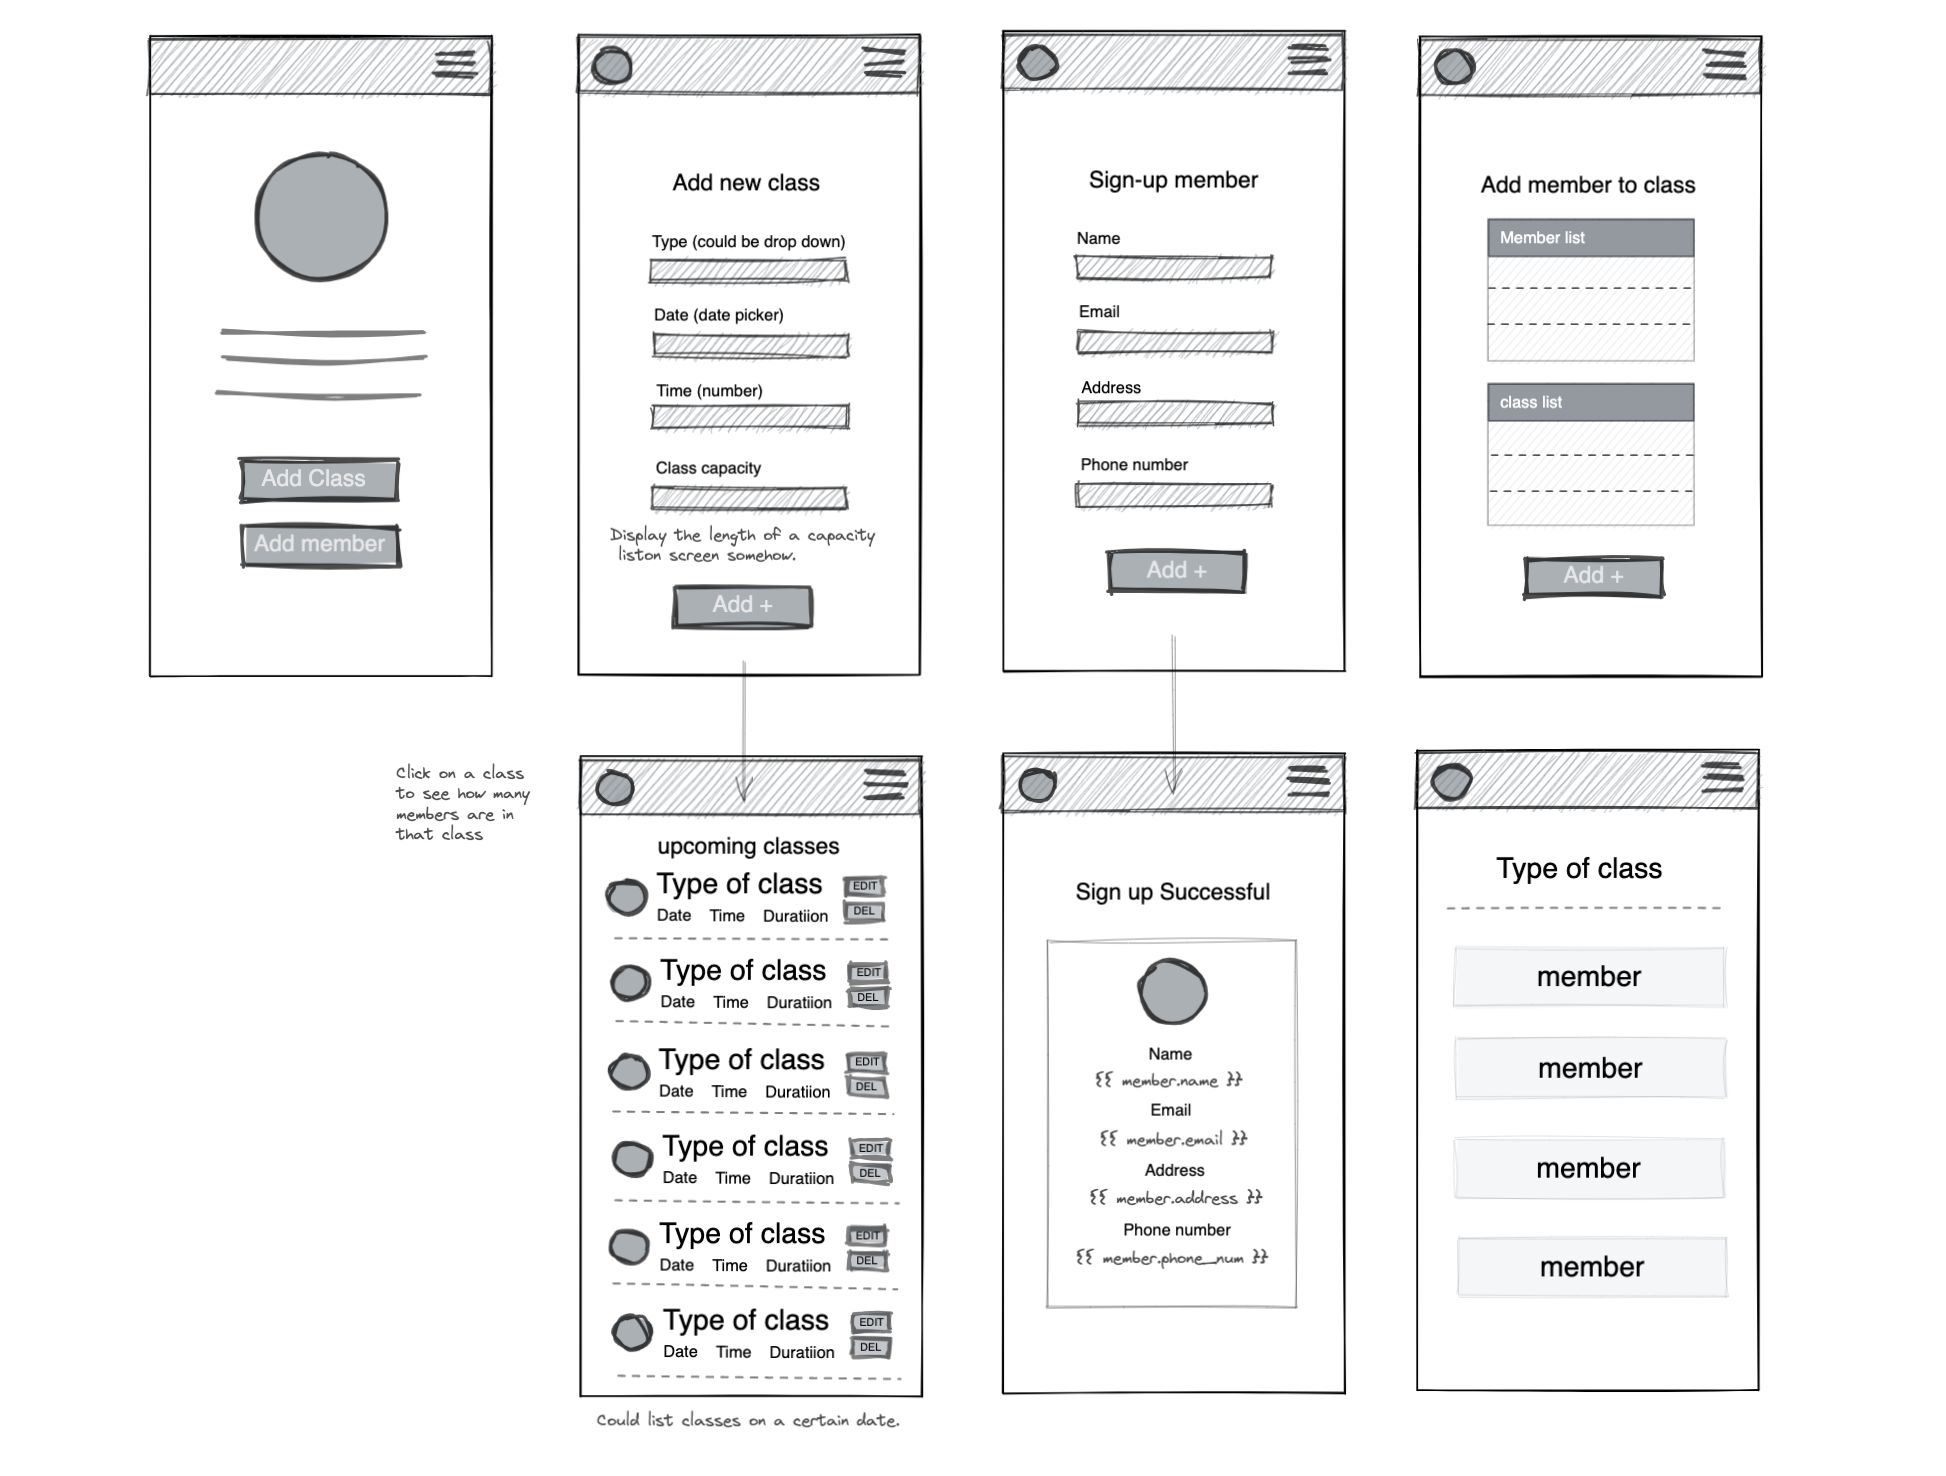 Add Class
Add member
Add new class
Type (could be drop down)
Date (date picker)
Time (number)
Class capacity
Display the length of a capacity
liston screen somehow.
Add +
Sign-up member
Name
Email
Address
Phone number
Add +
Add member to class
Member list
class list
Add +
Click on a class
to see how many
members are in
that class
upcoming classes
Type of class
EDIT
Date Time Duratiion
DEL
Type of class
EDIT
Date Time Duratiion
DEL
Type of class
EDIT
Date Time Duratiion
DEL
Type of class
EDIT
Date Time Duratiion
DEL
Type of class
EDIT
Date Time Duratiion
DEL
Type of class
EDIT
Date Time Duratiion
DEL
Could list classes on a certain date.
Sign up Successful
Name
{{ member.name }}
Email
{{ member.email }}
Address
{{ member.address }}
Phone number
{{ member.phone_num }}
Type of class
member
member
member
member